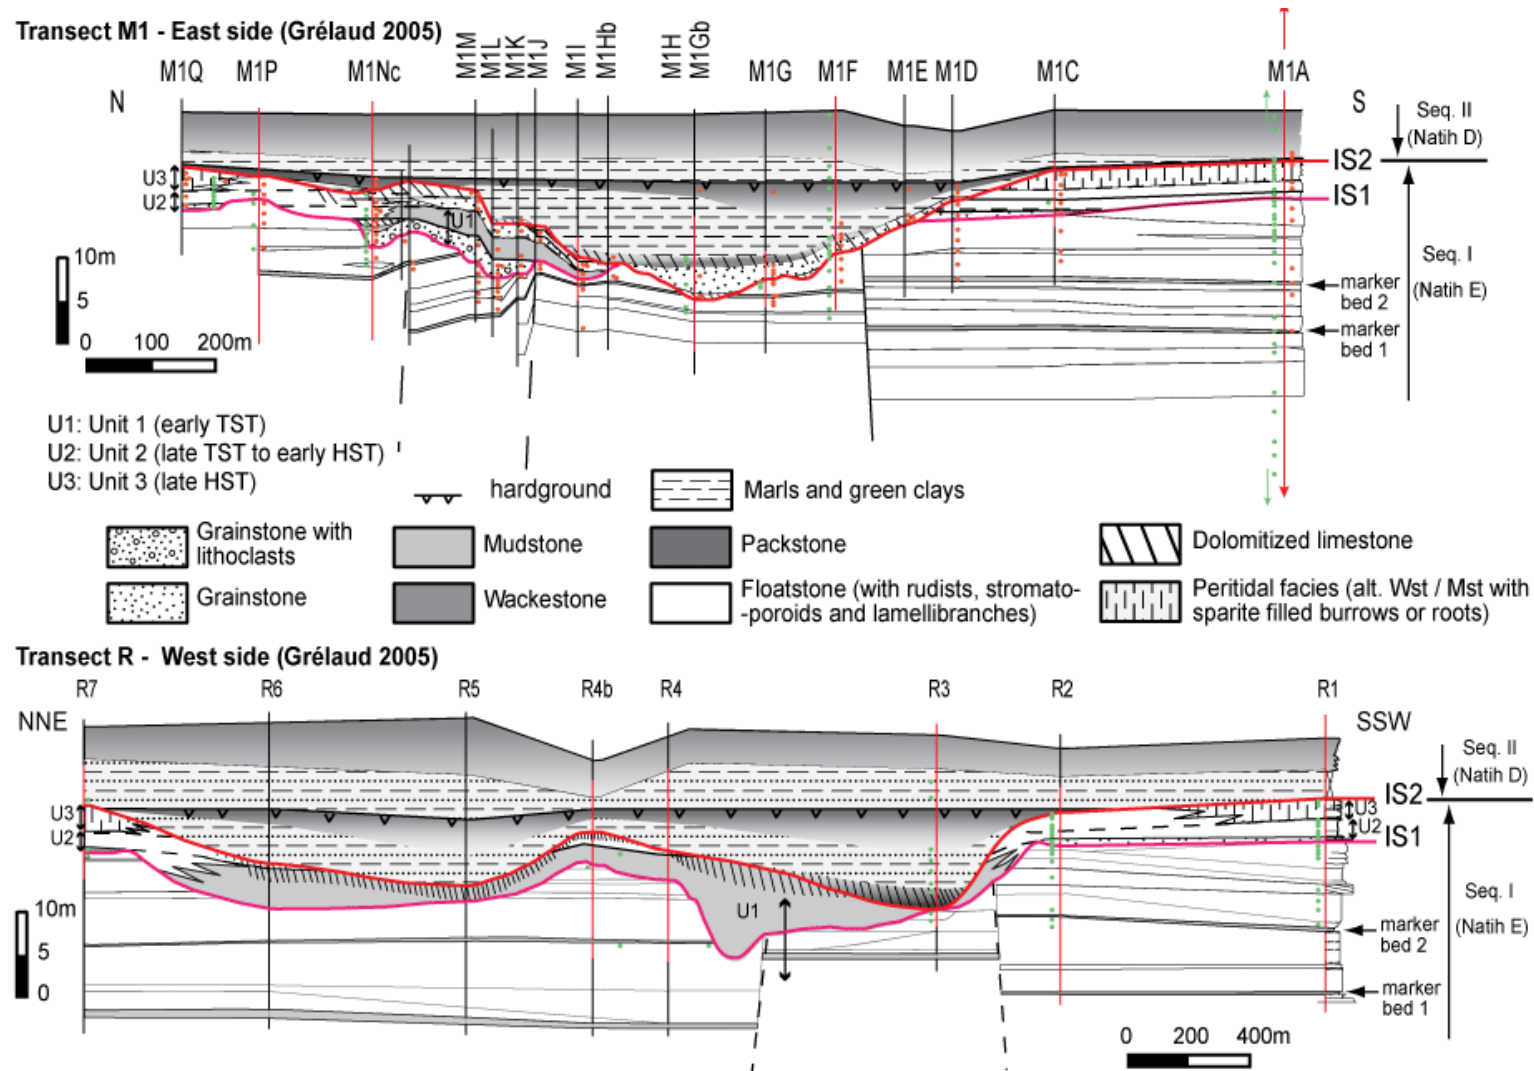 Transect M1 - East side (Grélaud 2005)
M1Q M1P M1Nc M1M M1L M1K M1J M1I M1Hb M1H M1Gb M1G M1F M1E M1D M1C M1A
N S
Seq. II
(Natih D)
IS2
U3
IS1
U2
U1
Seq. I
(Natih E)
10m
5
0
marker
bed 2
marker
bed 1
0 100 200m
U1: Unit 1 (early TST)
U2: Unit 2 (late TST to early HST)
U3: Unit 3 (late HST)
hardground
Marls and green clays
Grainstone with
lithoclasts
Mudstone
Packstone
Dolomitized limestone
Grainstone
Wackestone
Floatstone (with rudists, stromato-
-poroids and lamellibranches)
Peritidal facies (alt. Wst / Mst with
sparite filled burrows or roots)
Transect R - West side (Grélaud 2005)
R7 R6 R5 R4b R4 R3 R2 R1
NNE SSW
Seq. II
(Natih D)
IS2
U3 U3
U2 U2
IS1
U1
Seq. I
(Natih E)
10m
5
0
marker
bed 2
marker
bed 1
0 200 400m